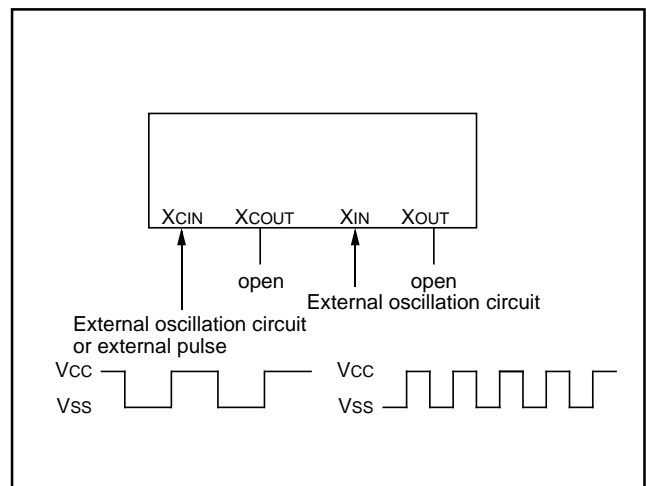 XCIN XCOUT XIN XOUT
open open
External oscillation circuit
External oscillation circuit
or external pulse
VCC VCC
VSS VSS